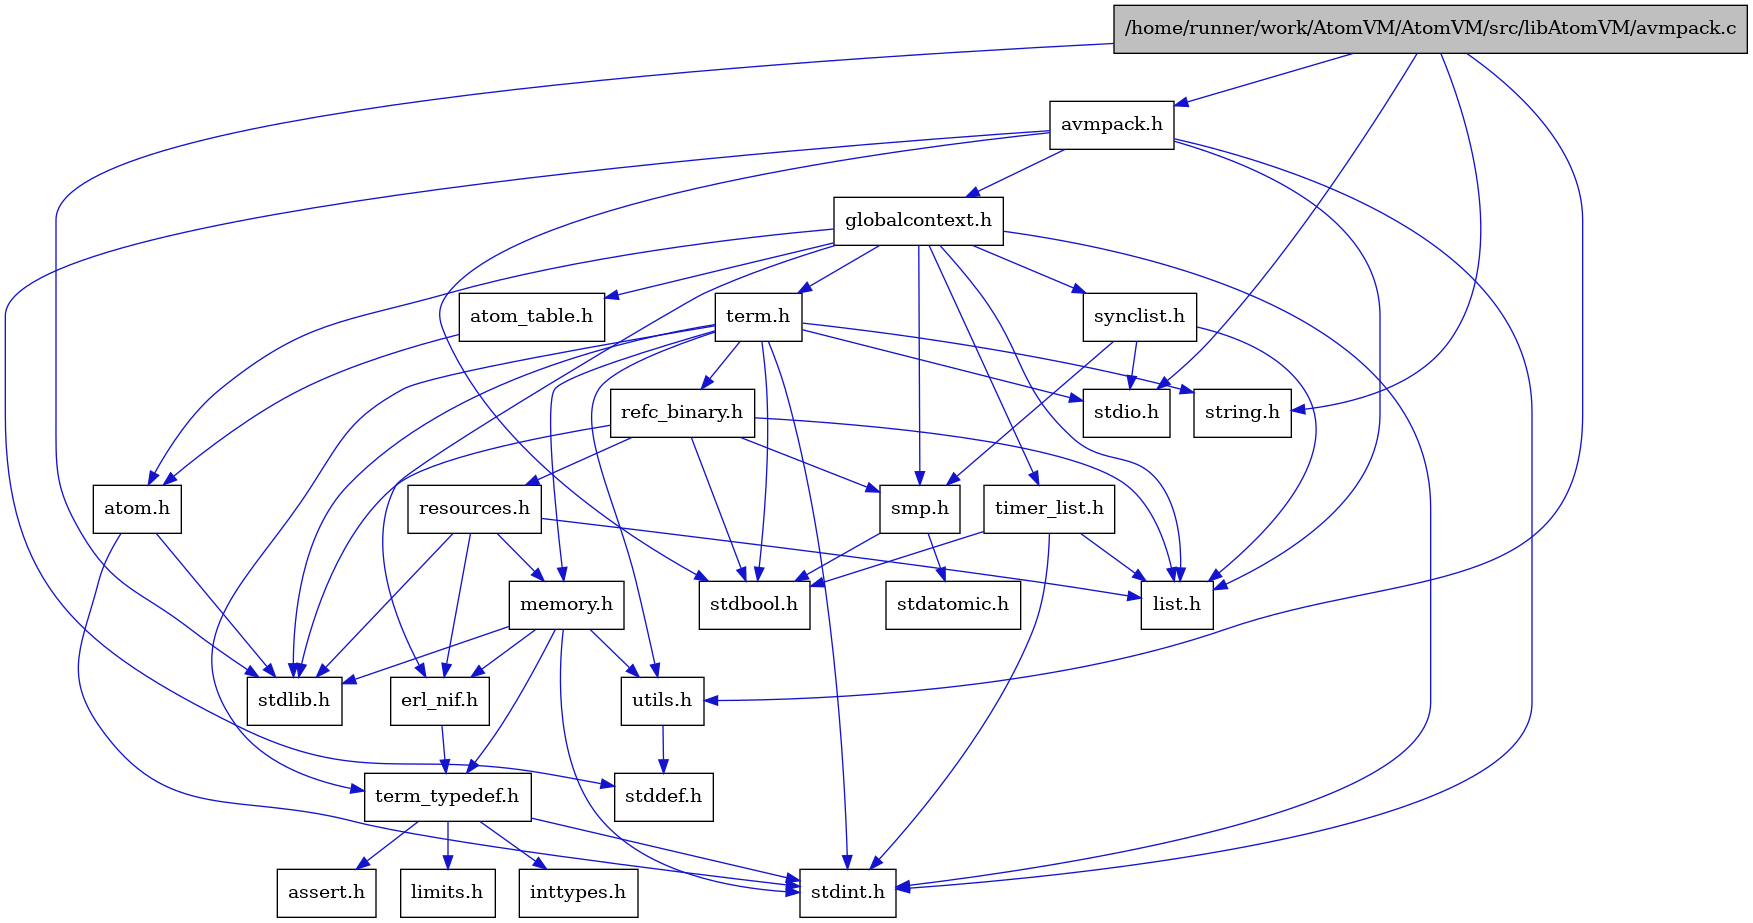 /home/runner/work/AtomVM/AtomVM/src/libAtomVM/avmpack.c
avmpack.h
globalcontext.h
atom_table.h
term.h
synclist.h
refc_binary.h
stdio.h
string.h
atom.h
resources.h
smp.h
timer_list.h
memory.h
stdbool.h
stdatomic.h
list.h
stdlib.h
erl_nif.h
utils.h
term_typedef.h
stddef.h
assert.h
limits.h
inttypes.h
stdint.h